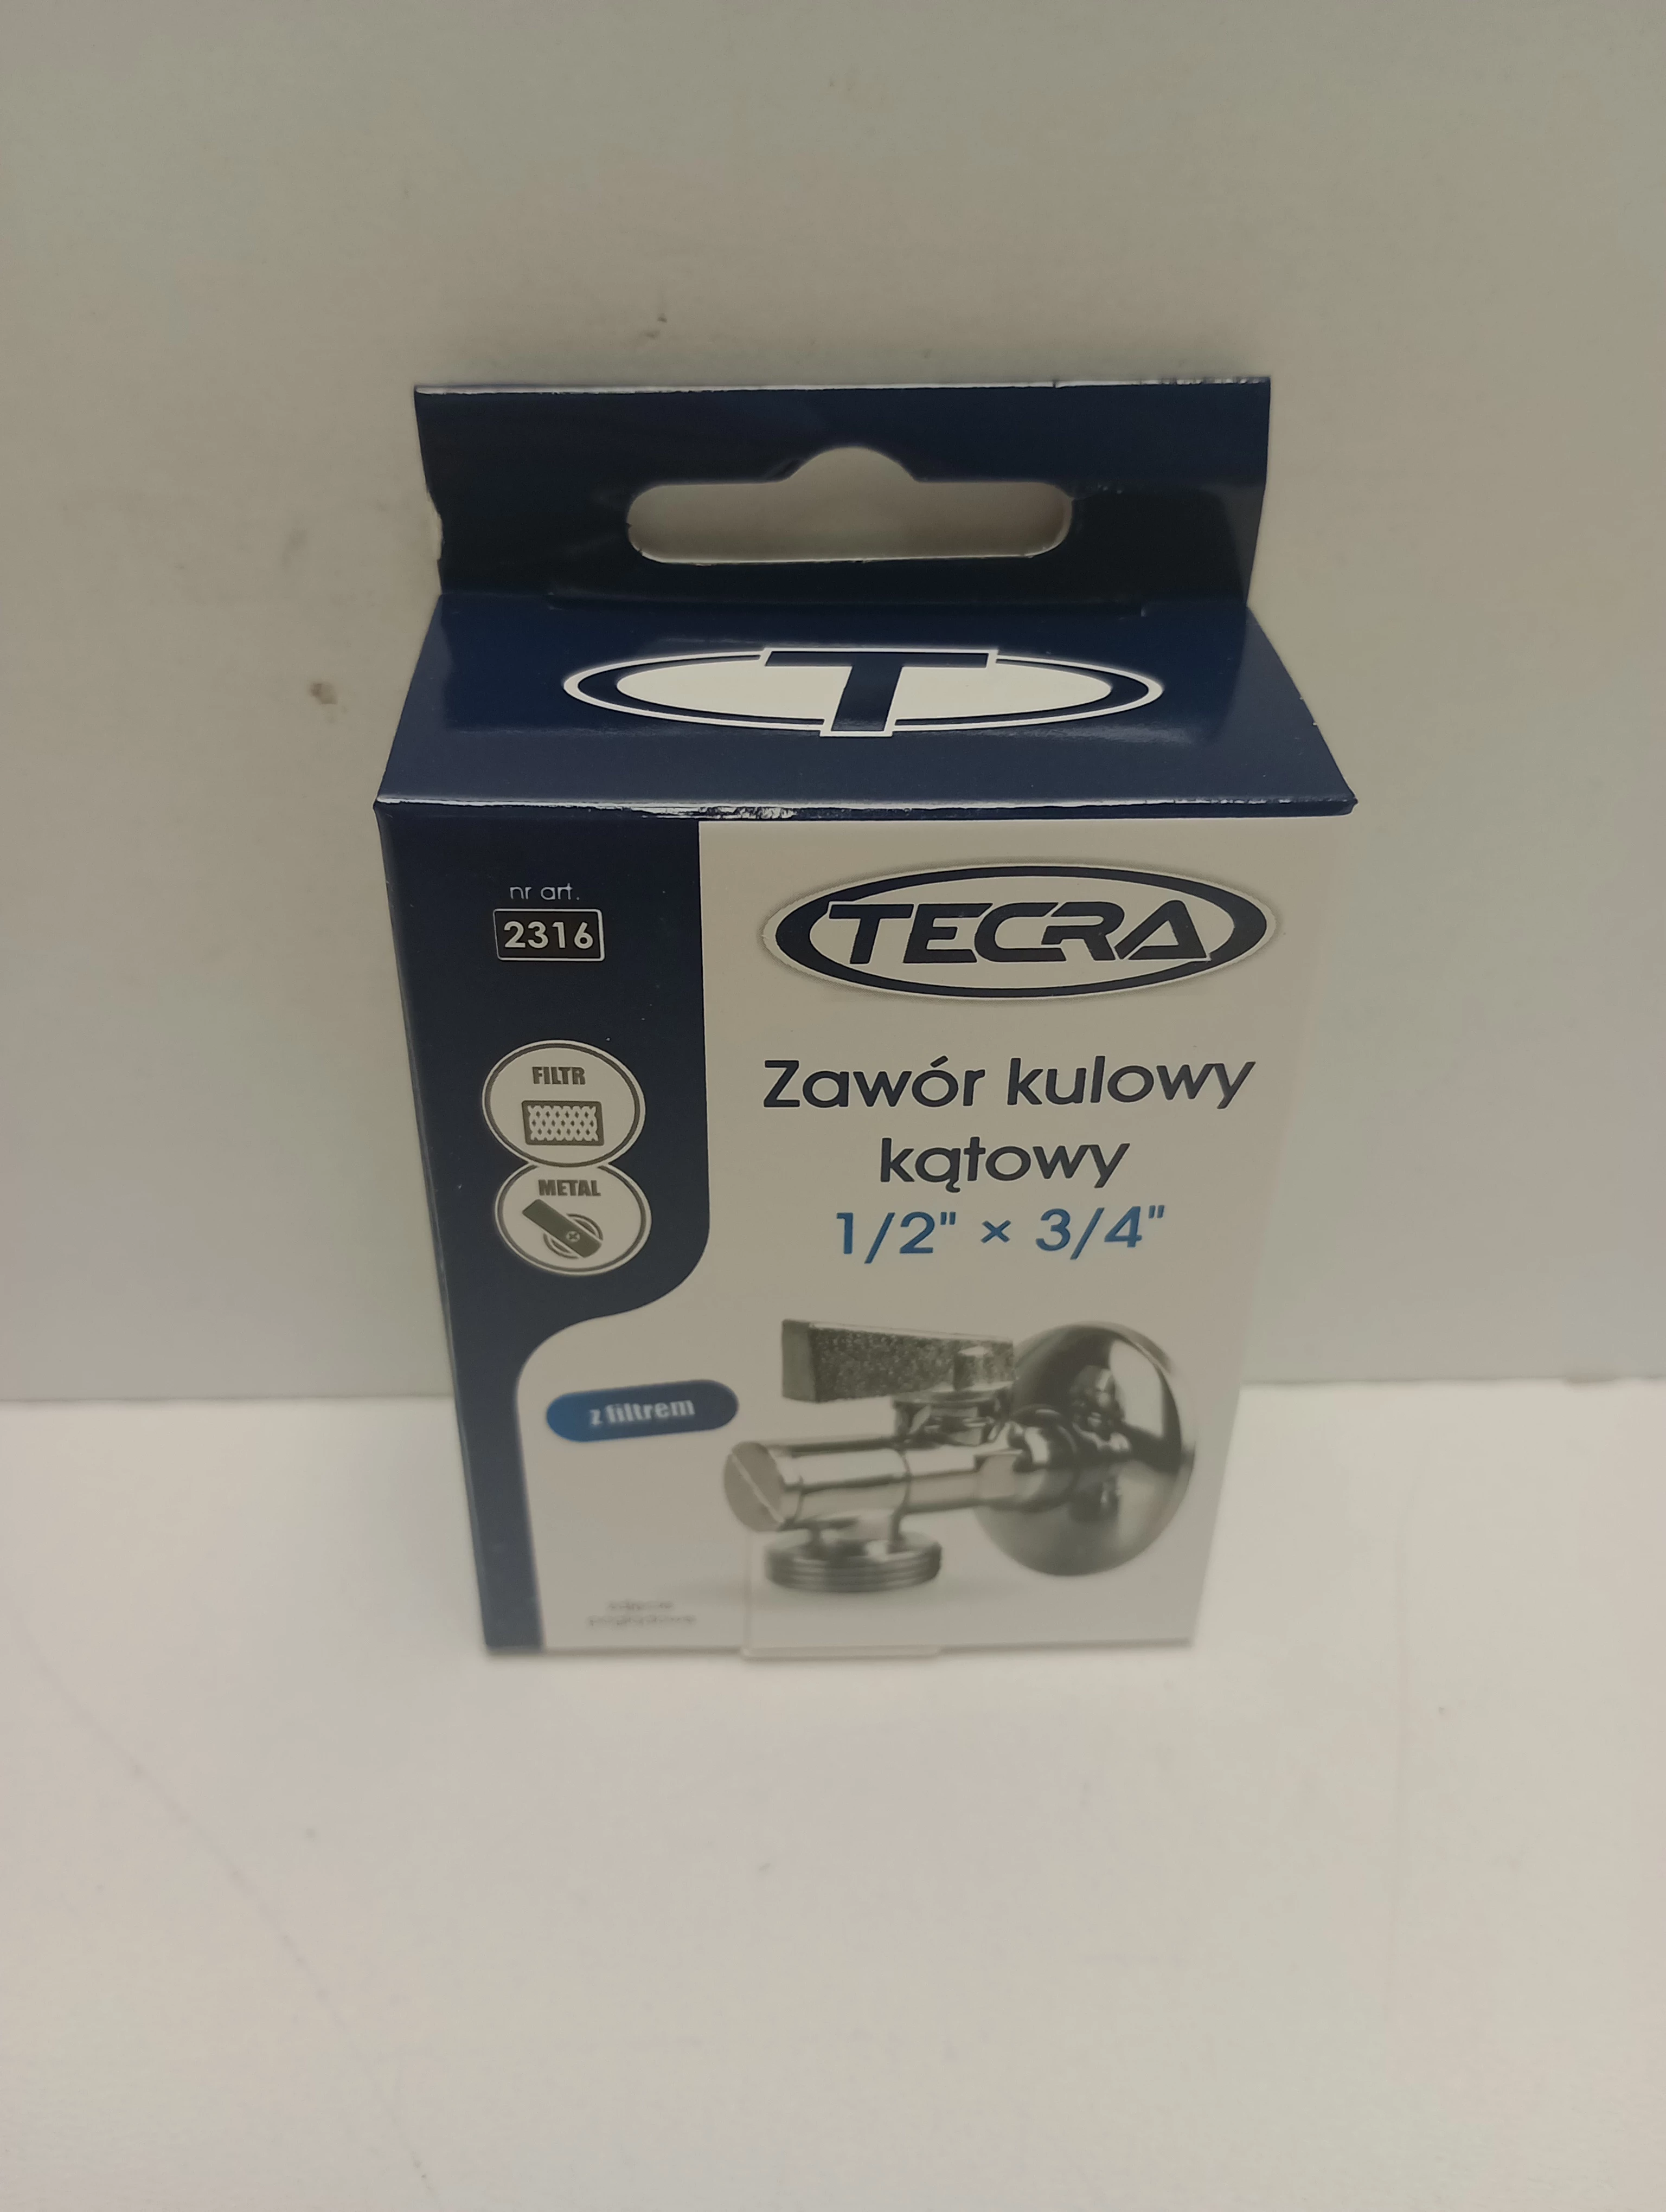 T
nr art.
2316
TECRA
FILTR
METAL
Zawór kulowy
kątowy
1/2" × 3/4"
z filtrem